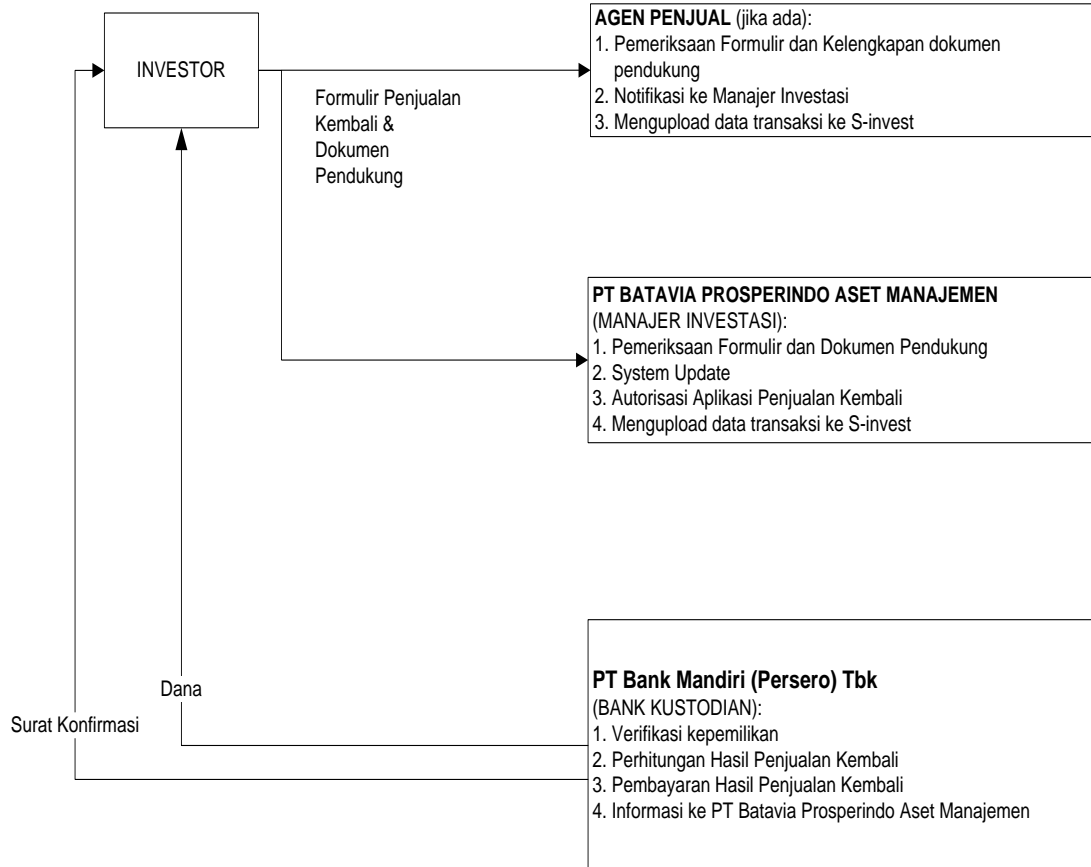 INVESTOR
Formulir Penjualan
Kembali &
Dokumen
Pendukung
AGEN PENJUAL (jika ada):
1. Pemeriksaan Formulir dan Kelengkapan dokumen
pendukung
2. Notifikasi ke Manajer Investasi
3. Mengupload data transaksi ke S-invest
PT BATAVIA PROSPERINDO ASET MANAJEMEN
(MANAJER INVESTASI):
1. Pemeriksaan Formulir dan Dokumen Pendukung
2. System Update
3. Autorisasi Aplikasi Penjualan Kembali
4. Mengupload data transaksi ke S-invest
Dana
Surat Konfirmasi
PT Bank Mandiri (Persero) Tbk
(BANK KUSTODIAN):
1. Verifikasi kepemilikan
2. Perhitungan Hasil Penjualan Kembali
3. Pembayaran Hasil Penjualan Kembali
4. Informasi ke PT Batavia Prosperindo Aset Manajemen